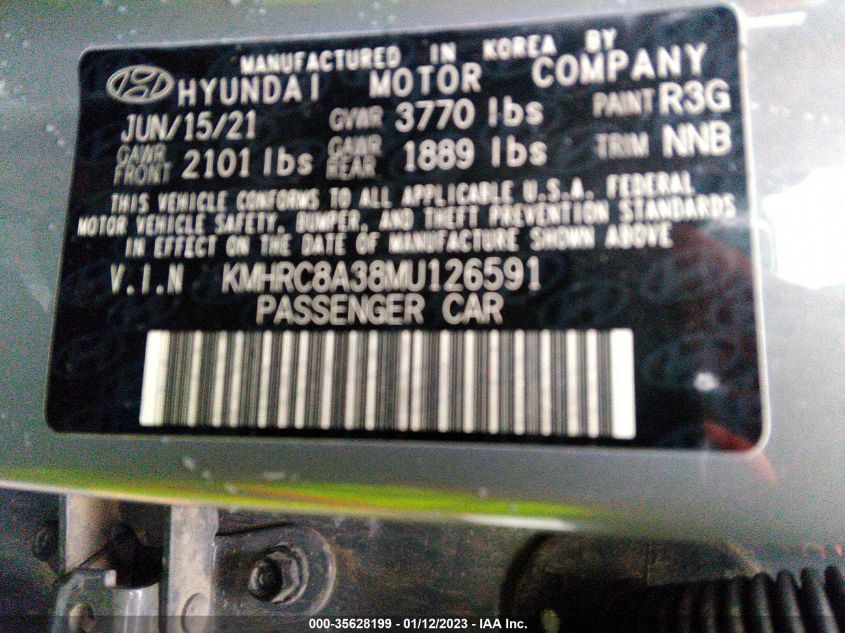 MANUFACTURED IN KOREA BY
HYUNDAI MOTOR COMPANY
JUN/15/21 GVWR 3770 lbs PAINT R3G
GAWR FRONT 2101 lbs GAWR REAR 1889 lbs TRIM NNB
THIS VEHICLE CONFORMS TO ALL APPLICABLE U.S.A. FEDERAL
MOTOR VEHICLE SAFETY, BUMPER, AND THEFT PREVENTION STANDARDS
IN EFFECT ON THE DATE OF MANUFACTURE SHOWN ABOVE
V.I.N KMHRC8A38MU126591
PASSENGER CAR
000-35628199 - 01/12/2023 - IAA Inc.